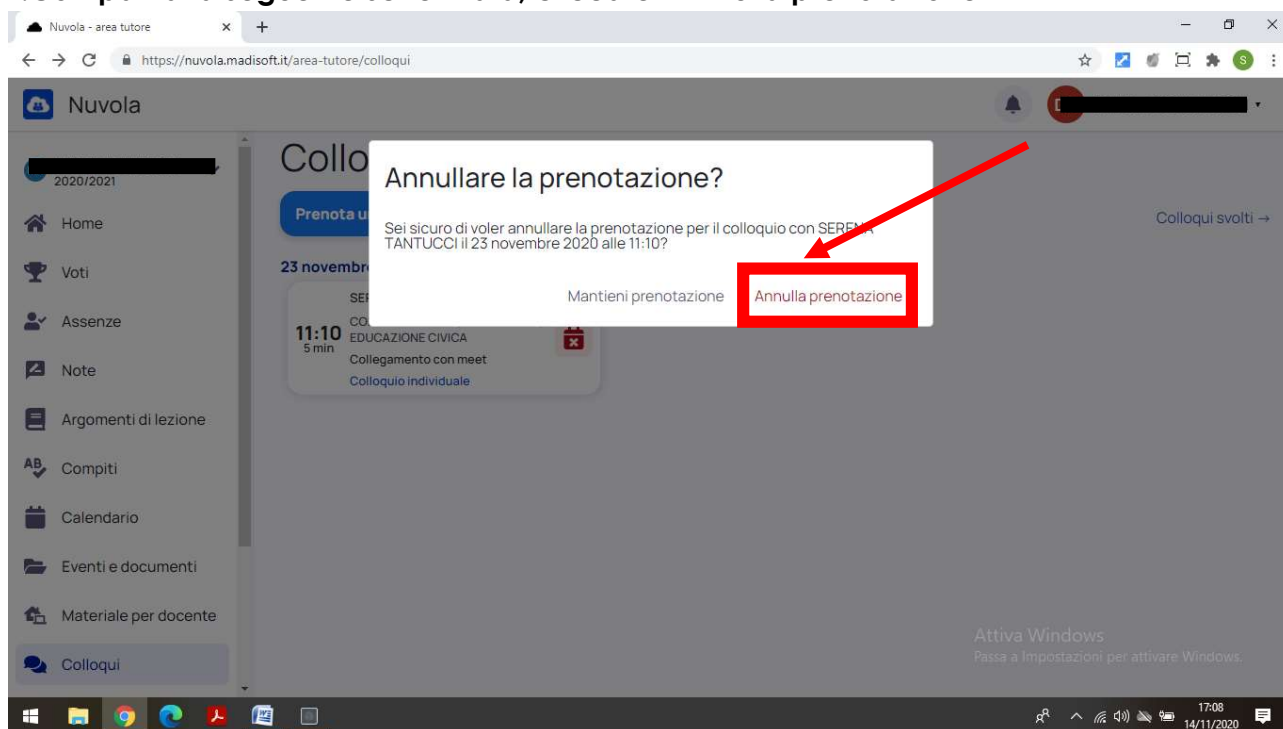 Nuvola - area tutore
https://nuvola.madisoft.it/area-tutore/colloqui
S
Nuvola
2020/2021
Home
Voti
Assenze
Note
Argomenti di lezione
Compiti
Calendario
Eventi e documenti
Materiale per docente
Colloqui
Collo
Prenota u
Colloqui svolti →
23 novembr
Annullare la prenotazione?
Sei sicuro di voler annullare la prenotazione per il colloquio con SERENA
TANTUCCI il 23 novembre 2020 alle 11:10?
Mantieni prenotazione Annulla prenotazione
11:10
5 min
EDUCAZIONE CIVICA
Collegamento con meet
Colloquio individuale
Attiva Windows
Passa a Impostazioni per attivare Windows.
17:08
14/11/2020